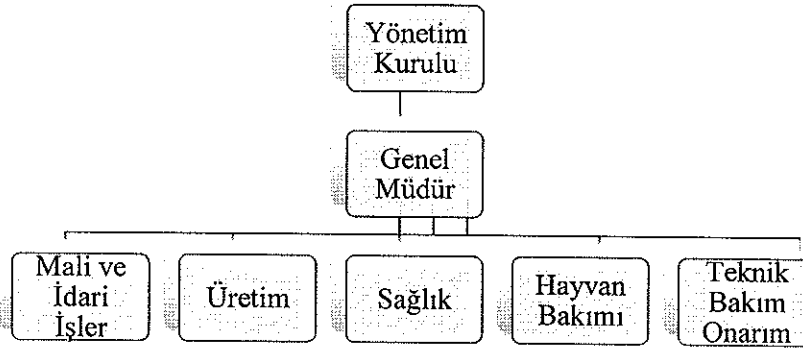 Yönetim
Kurulu
Genel
Müdür
Mali ve
İdari
İşler
Üretim
Sağlık
Hayvan
Bakımı
Teknik
Bakım
Onarım